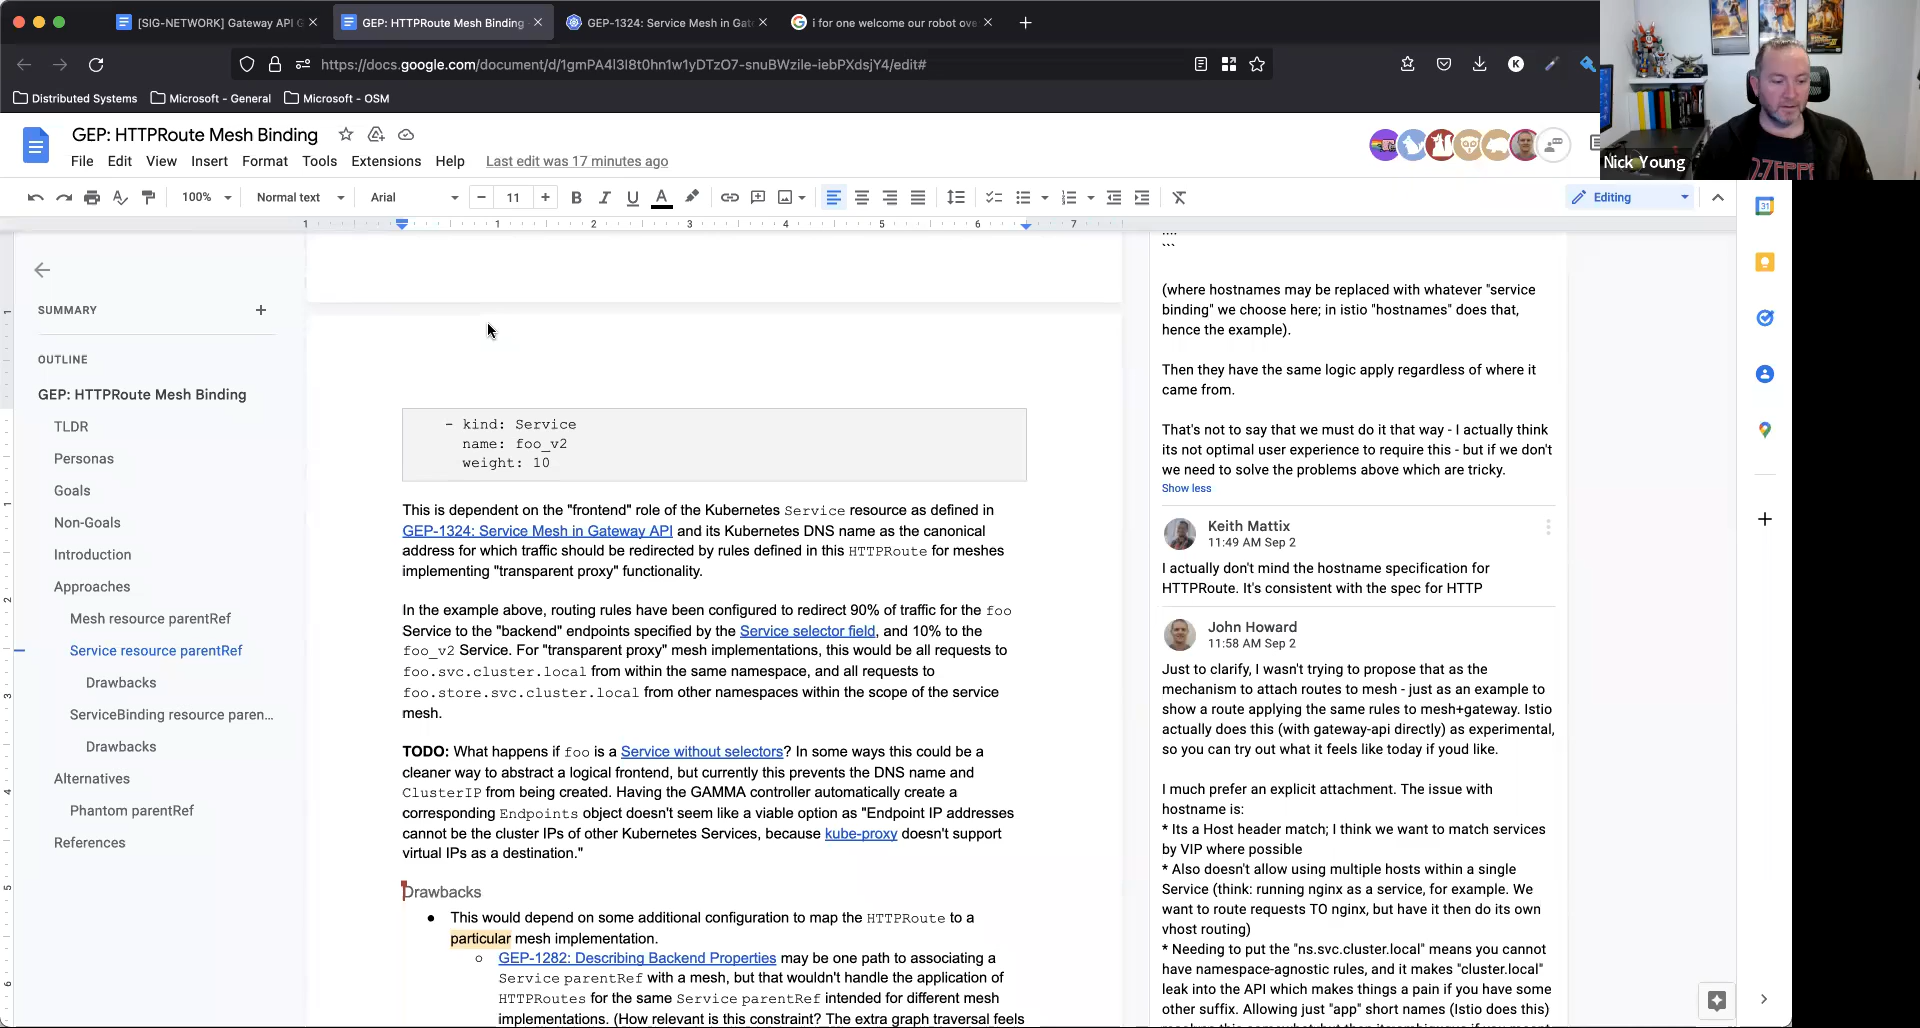 [SIG-NETWORK] Gateway API G
GEP: HTTPRoute Mesh Binding
GEP-1324: Service Mesh in Gat
i for one welcome our robot ove
https://docs.google.com/document/d/1gmPA4l3I8t0hn1w1yDTzO7-snuBWzile-iebPXdsjY4/edit#
K
Distributed Systems
Microsoft - General
Microsoft - OSM
Nick Young
GEP: HTTPRoute Mesh Binding
File Edit View Insert Format Tools Extensions Help Last edit was 17 minutes ago
100% Normal text Arial 11 B I U A Editing
1 1 2 3 4 5 6 7
31
SUMMARY
OUTLINE
GEP: HTTPRoute Mesh Binding
TLDR
Personas
Goals
Non-Goals
Introduction
Approaches
Mesh resource parentRef
Service resource parentRef
Drawbacks
ServiceBinding resource paren...
Drawbacks
Alternatives
Phantom parentRef
References
1
1
2
3
4
5
6
- kind: Service
name: foo_v2
weight: 10
This is dependent on the "frontend" role of the Kubernetes Service resource as defined in
GEP-1324: Service Mesh in Gateway API and its Kubernetes DNS name as the canonical
address for which traffic should be redirected by rules defined in this HTTPRoute for meshes
implementing "transparent proxy" functionality.
In the example above, routing rules have been configured to redirect 90% of traffic for the foo
Service to the "backend" endpoints specified by the Service selector field, and 10% to the
foo_v2 Service. For "transparent proxy" mesh implementations, this would be all requests to
foo.svc.cluster.local from within the same namespace, and all requests to
foo.store.svc.cluster.local from other namespaces within the scope of the service
mesh.
TODO: What happens if foo is a Service without selectors? In some ways this could be a
cleaner way to abstract a logical frontend, but currently this prevents the DNS name and
ClusterIP from being created. Having the GAMMA controller automatically create a
corresponding Endpoints object doesn't seem like a viable option as "Endpoint IP addresses
cannot be the cluster IPs of other Kubernetes Services, because kube-proxy doesn't support
virtual IPs as a destination."
Drawbacks
● This would depend on some additional configuration to map the HTTPRoute to a
particular mesh implementation.
○ GEP-1282: Describing Backend Properties may be one path to associating a
Service parentRef with a mesh, but that wouldn't handle the application of
HTTPRoutes for the same Service parentRef intended for different mesh
implementations. (How relevant is this constraint? The extra graph traversal feels
```
(where hostnames may be replaced with whatever "service
binding" we choose here; in istio "hostnames" does that,
hence the example).
Then they have the same logic apply regardless of where it
came from.
That's not to say that we must do it that way - I actually think
its not optimal user experience to require this - but if we don't
we need to solve the problems above which are tricky.
Show less
Keith Mattix
11:49 AM Sep 2
I actually don't mind the hostname specification for
HTTPRoute. It's consistent with the spec for HTTP
John Howard
11:58 AM Sep 2
Just to clarify, I wasn't trying to propose that as the
mechanism to attach routes to mesh - just as an example to
show a route applying the same rules to mesh+gateway. Istio
actually does this (with gateway-api directly) as experimental,
so you can try out what it feels like today if youd like.
I much prefer an explicit attachment. The issue with
hostname is:
* Its a Host header match; I think we want to match services
by VIP where possible
* Also doesn't allow using multiple hosts within a single
Service (think: running nginx as a service, for example. We
want to route requests TO nginx, but have it then do its own
vhost routing)
* Needing to put the "ns.svc.cluster.local" means you cannot
have namespace-agnostic rules, and it makes "cluster.local"
leak into the API which makes things a pain if you have some
other suffix. Allowing just "app" short names (Istio does this)